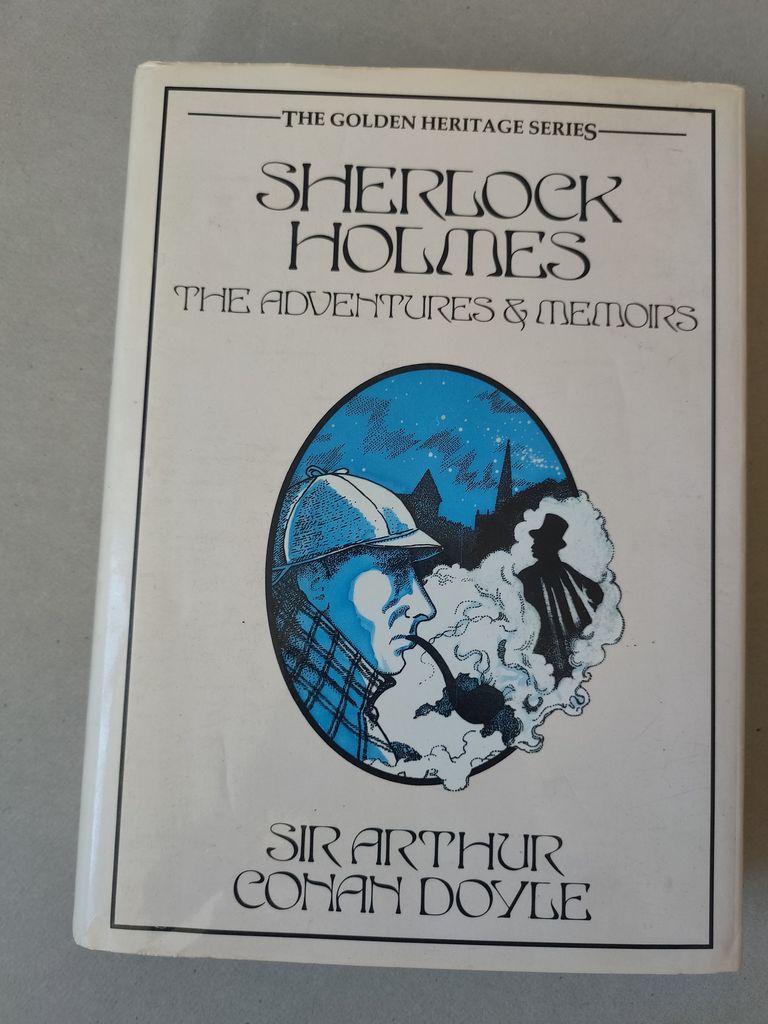 THE GOLDEN HERITAGE SERIES
SHERLOCK
HOLMES
THE ADVENTURES & MEMOIRS
SIR ARTHUR
CONAN DOYLE